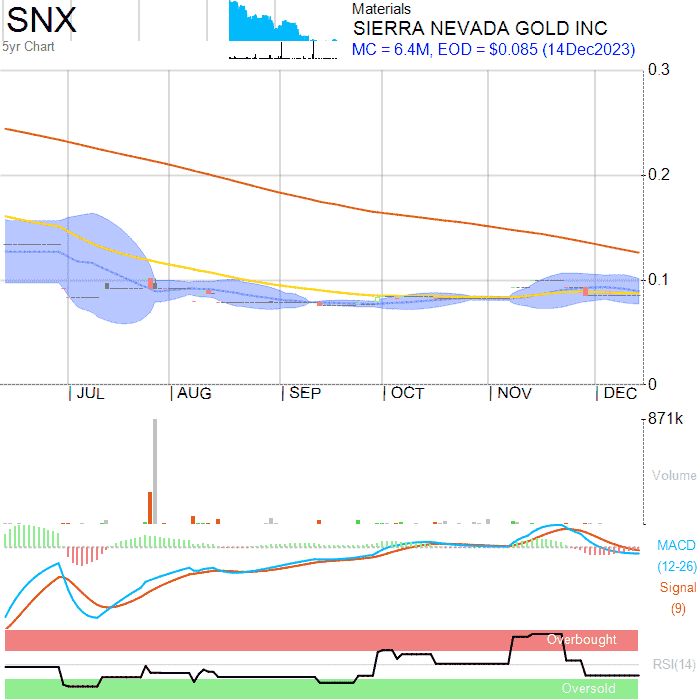 SNX
5yr Chart
Materials
SIERRA NEVADA GOLD INC
MC = 6.4M, EOD = $0.085 (14Dec2023)
0.3
0.2
0.1
0
JUL AUG SEP OCT NOV DEC
871k
Volume
MACD
(12-26)
Signal
(9)
Overbought
RSI(14)
Oversold